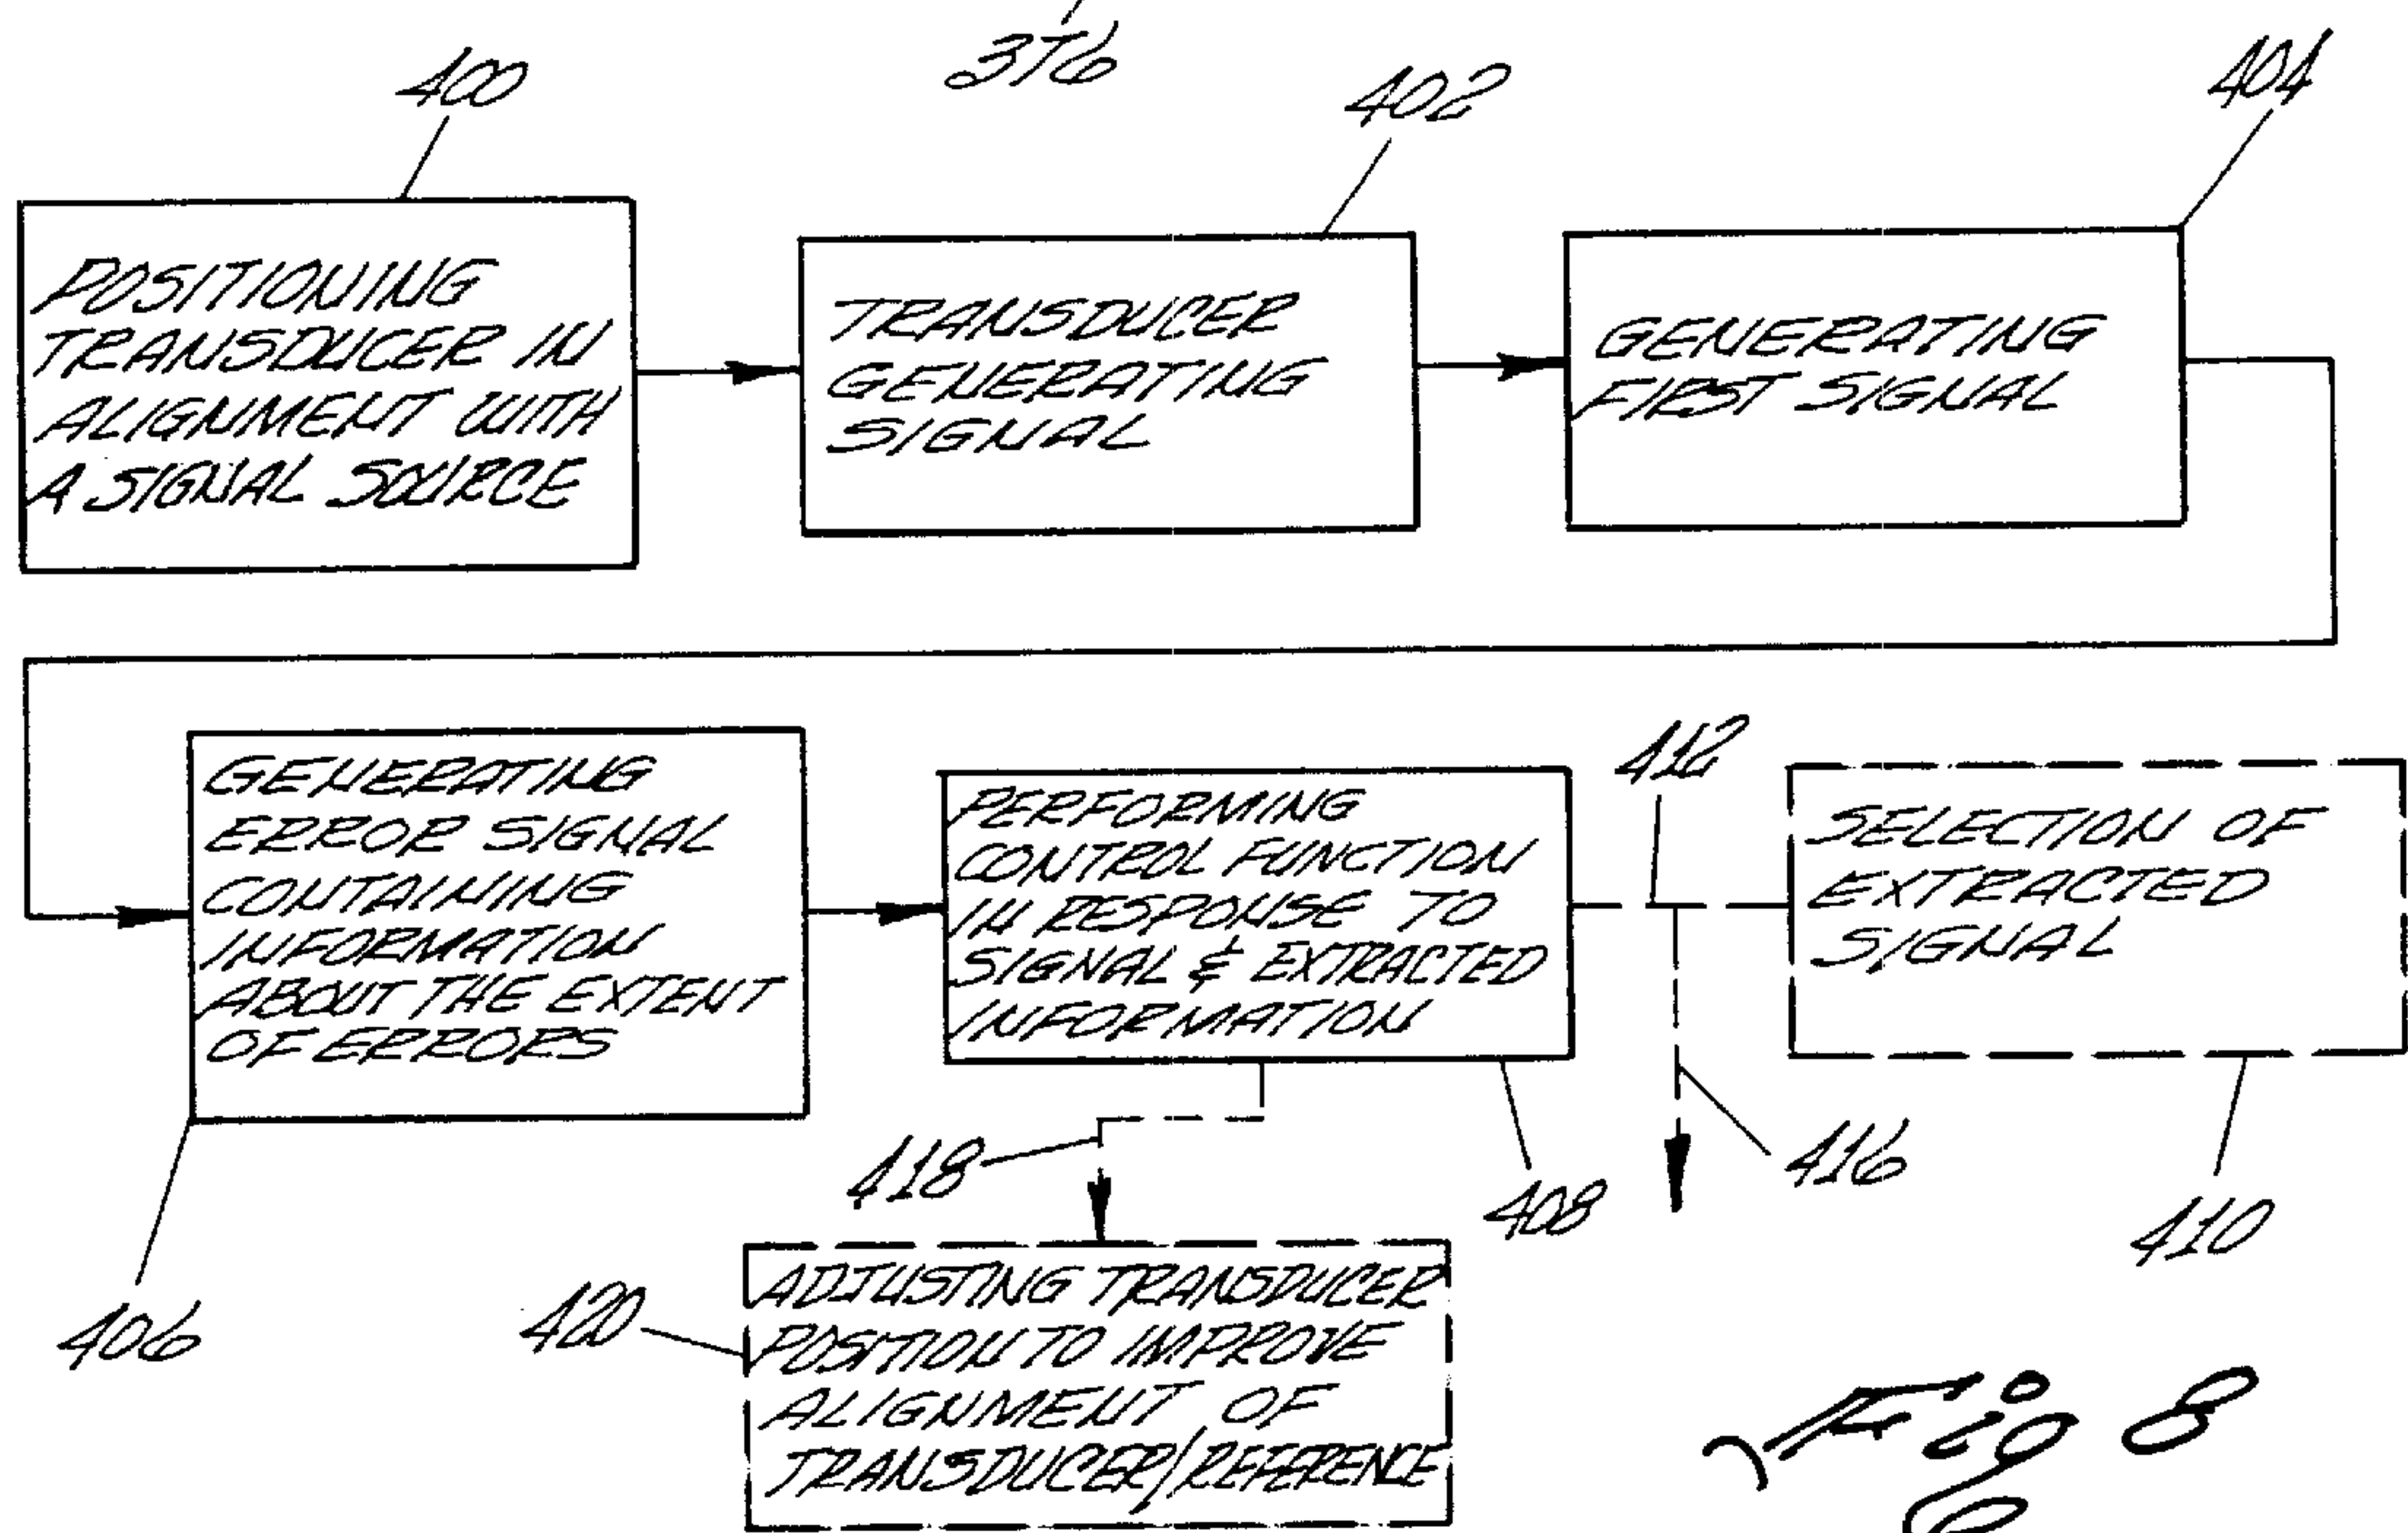 376
400
402
404
POSITIONING
TRANSDUCER IN
ALIGNMENT WITH
A SIGNAL SOURCE
TRANSDUCER
GENERATING
SIGNAL
GENERATING
FIRST SIGNAL
GENERATING
ERROR SIGNAL
CONTAINING
INFORMATION
ABOUT THE EXTENT
OF ERRORS
PERFORMING
CONTROL FUNCTION
IN RESPONSE TO
SIGNAL & EXTRACTED
INFORMATION
412
SELECTION OF
EXTRACTED
SIGNAL
418
408
416
410
406
420
ADJUSTING TRANSDUCER
POSITION TO IMPROVE
ALIGNMENT OF
TRANSDUCER/REFERENCE
Fig 8